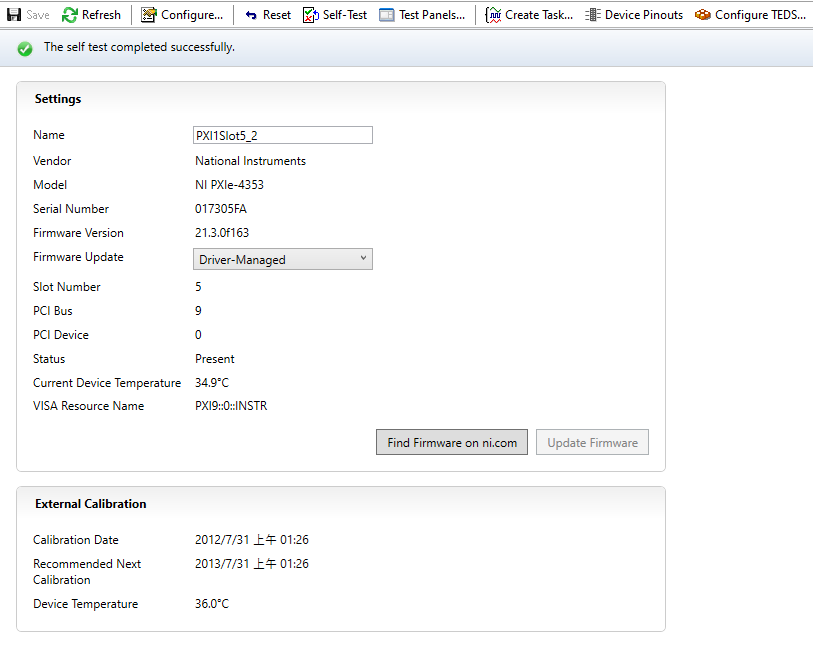 Save Refresh Configure... Reset Self-Test Test Panels... Create Task... Device Pinouts Configure TEDS...
The self test completed successfully.
Settings
Name PXI1Slot5_2
Vendor National Instruments
Model NI PXIe-4353
Serial Number 017305FA
Firmware Version 21.3.0f163
Firmware Update Driver-Managed
Slot Number 5
PCI Bus 9
PCI Device 0
Status Present
Current Device Temperature 34.9°C
VISA Resource Name PXI9::0::INSTR
Find Firmware on ni.com Update Firmware
External Calibration
Calibration Date 2012/7/31 上午 01:26
Recommended Next 2013/7/31 上午 01:26
Calibration
Device Temperature 36.0°C